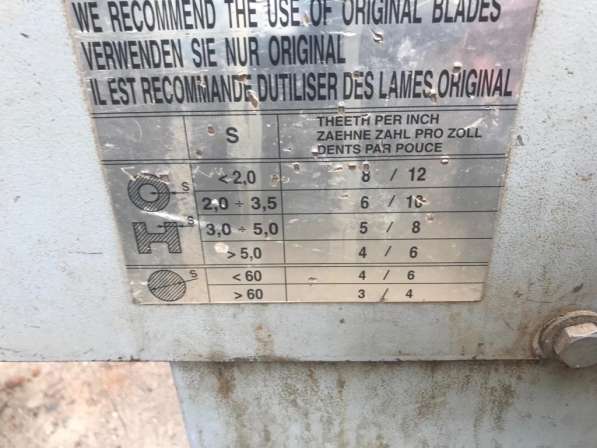 WE RECOMMEND THE USE OF ORIGINAL BLADES
VERWENDEN SIE NUR ORIGINAL
IL EST RECOMMANDE DUTILISER DES LAMES ORIGINAL
S
THEETH PER INCH
ZAEHNE ZAHL PRO ZOLL
DENTS PAR POUCE
S
< 2,0 8 / 12
2,0 ÷ 3,5 6 / 10
S 3,0 ÷ 5,0 5 / 8
> 5,0 4 / 6
S < 60 4 / 6
> 60 3 / 4